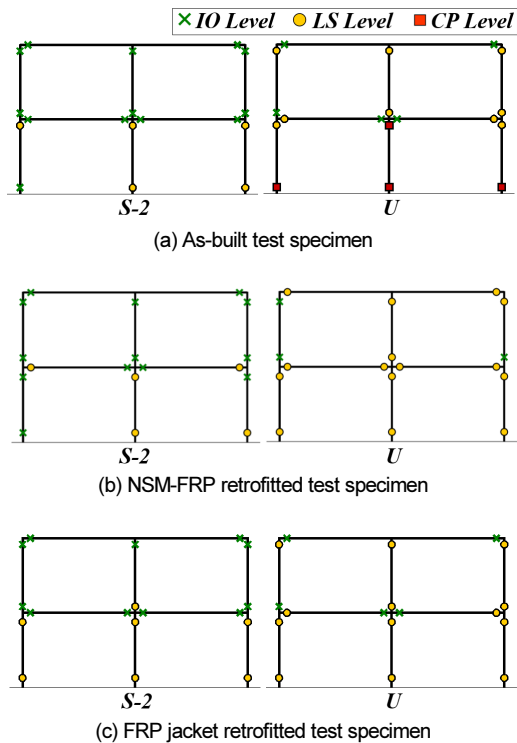 IO Level LS Level CP Level
S-2 U
(a) As-built test specimen
S-2 U
(b) NSM-FRP retrofitted test specimen
S-2 U
(c) FRP jacket retrofitted test specimen